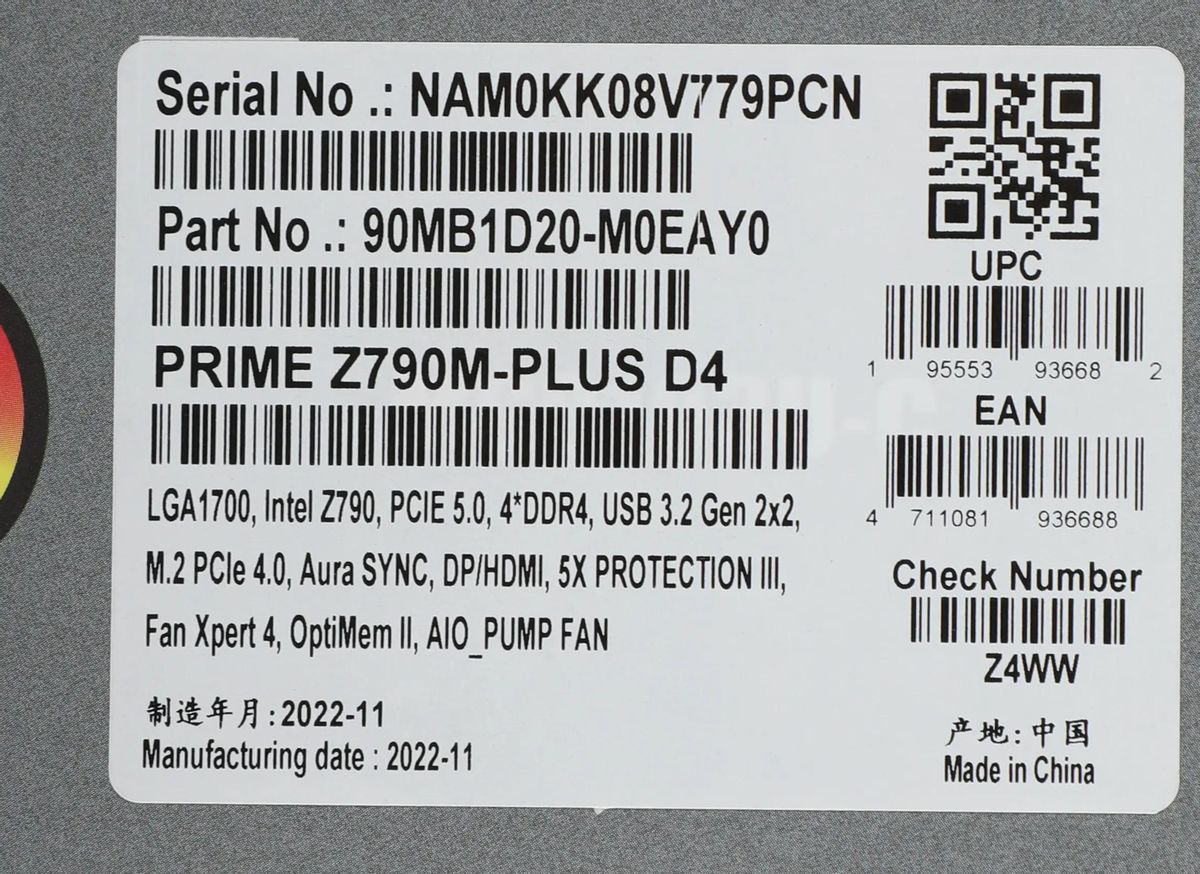 Serial No .: NAM0KK08V779PCN
Part No .: 90MB1D20-M0EAY0
PRIME Z790M-PLUS D4
LGA1700, Intel Z790, PCIE 5.0, 4*DDR4, USB 3.2 Gen 2x2,
M.2 PCIe 4.0, Aura SYNC, DP/HDMI, 5X PROTECTION III,
Fan Xpert 4, OptiMem II, AIO_PUMP FAN
制造年月:2022-11
Manufacturing date : 2022-11
UPC
1 95553 93668 2
EAN
4 711081 936688
Check Number
Z4WW
产地:中国
Made in China